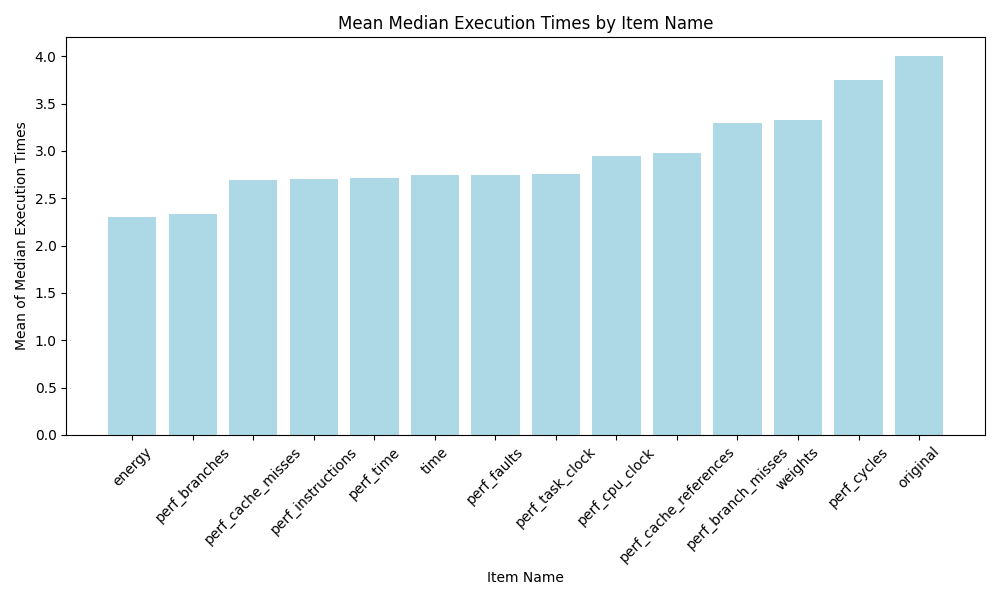 Mean Median Execution Times by Item Name
Mean of Median Execution Times
4.0
3.5
3.0
2.5
2.0
1.5
1.0
0.5
0.0
energy
perf_branches
perf_cache_misses
perf_instructions
perf_time
time
perf_faults
perf_task_clock
perf_cpu_clock
perf_cache_references
perf_branch_misses
weights
perf_cycles
original
Item Name